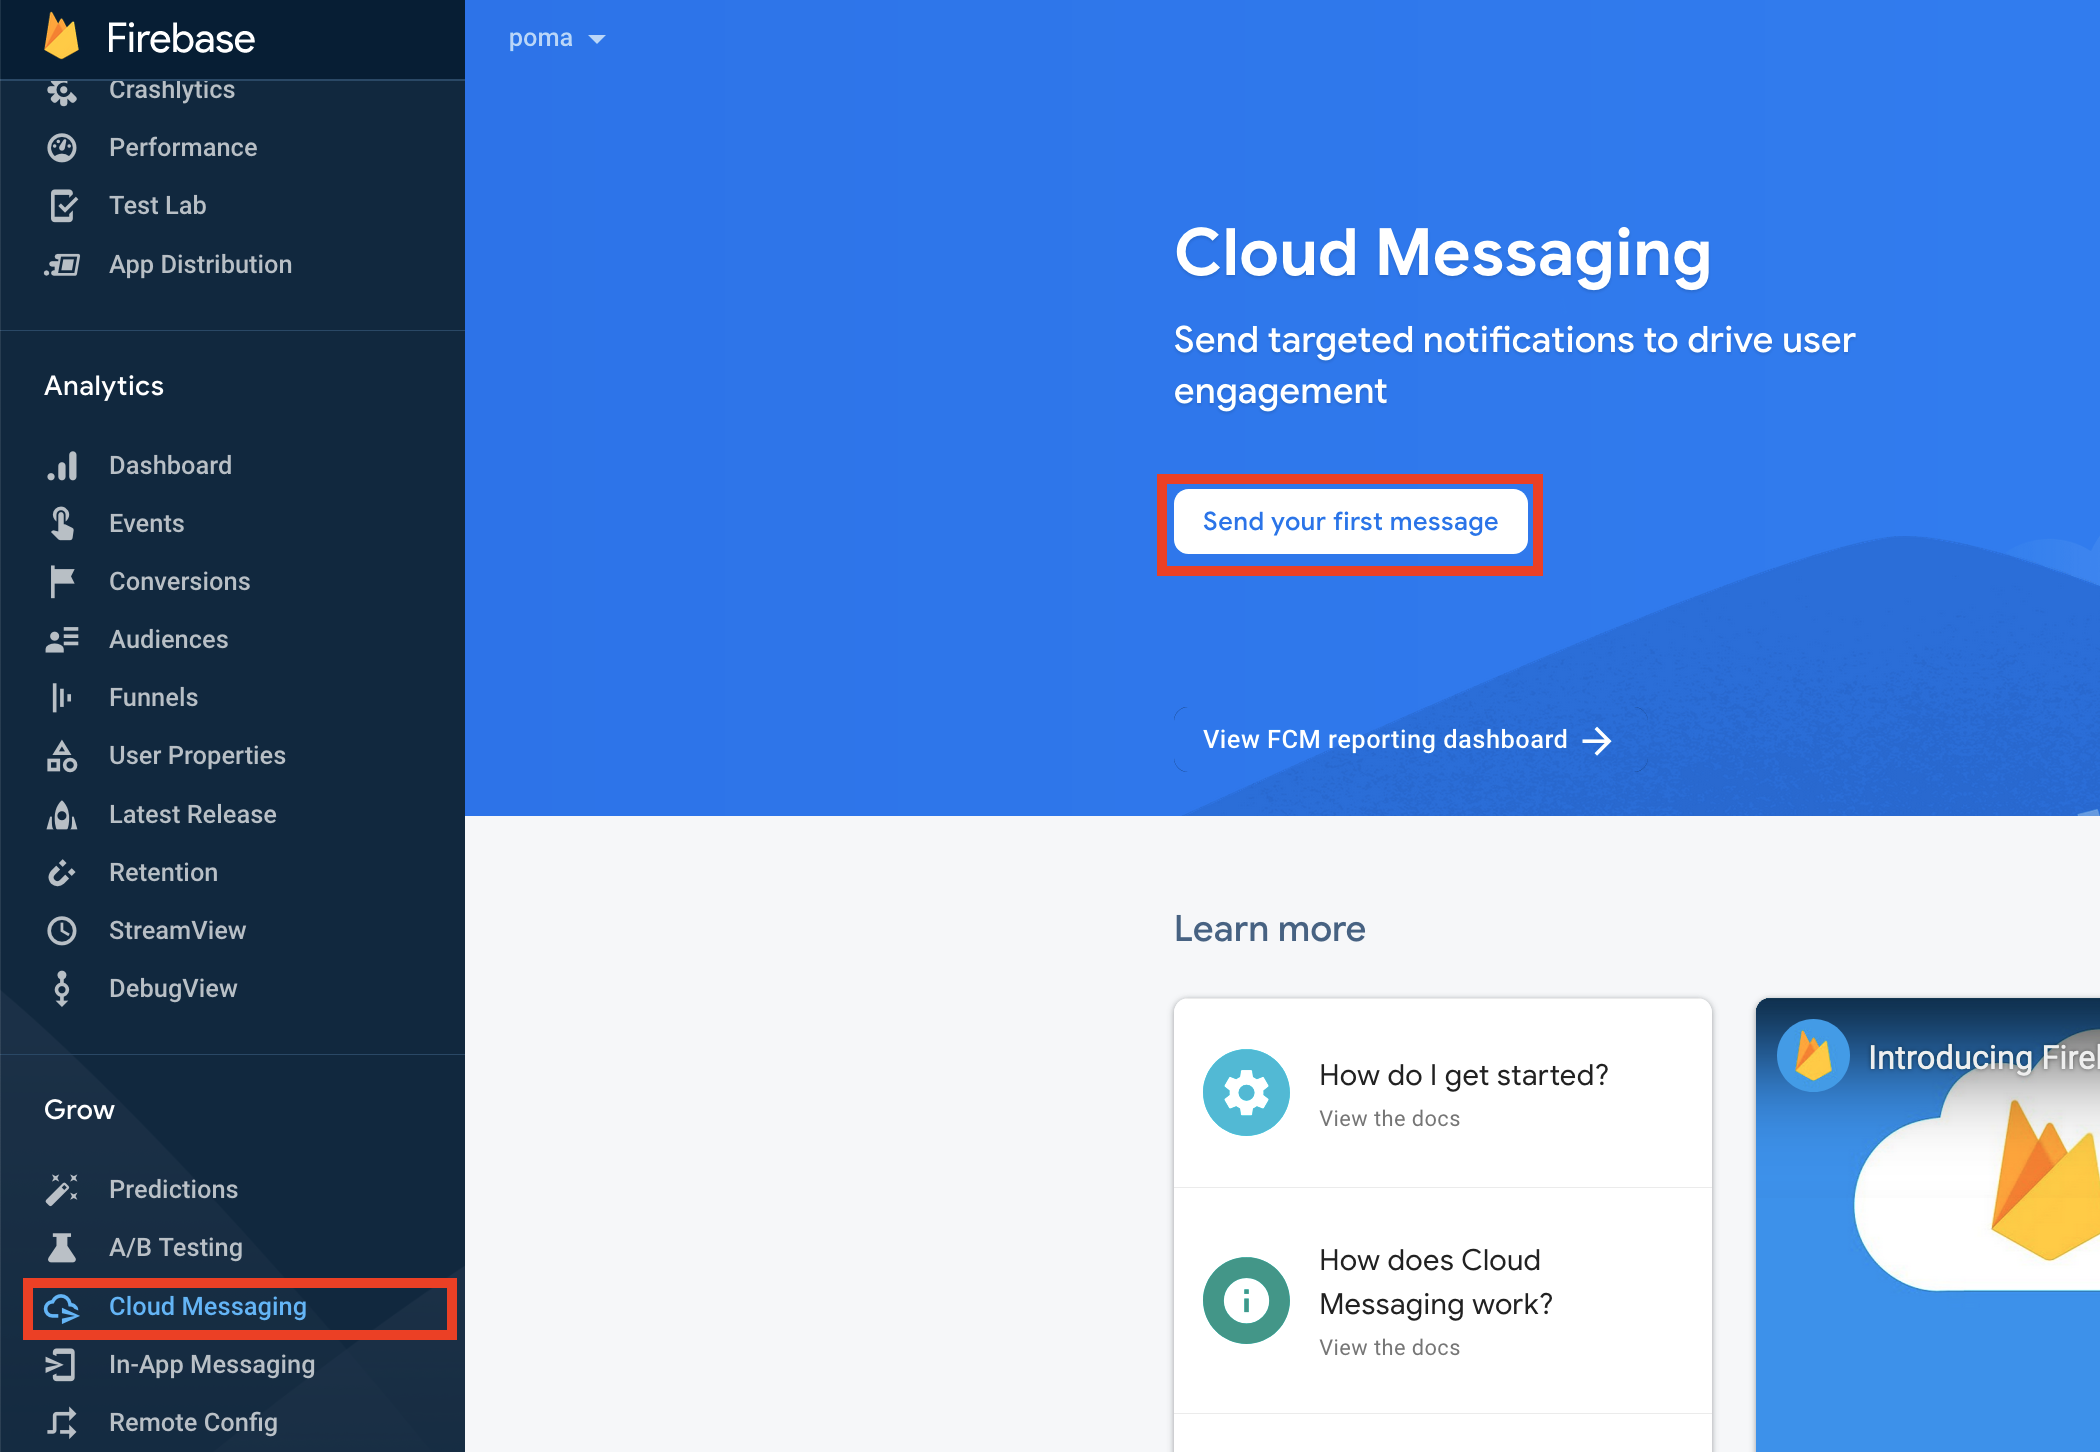 Firebase
Crashlytics
Performance
Test Lab
App Distribution
Analytics
Dashboard
Events
Conversions
Audiences
Funnels
User Properties
Latest Release
Retention
StreamView
DebugView
Grow
Predictions
A/B Testing
Cloud Messaging
In-App Messaging
Remote Config
poma
Cloud Messaging
Send targeted notifications to drive user
engagement
Send your first message
View FCM reporting dashboard
Learn more
How do I get started?
View the docs
How does Cloud
Messaging work?
View the docs
Introducing